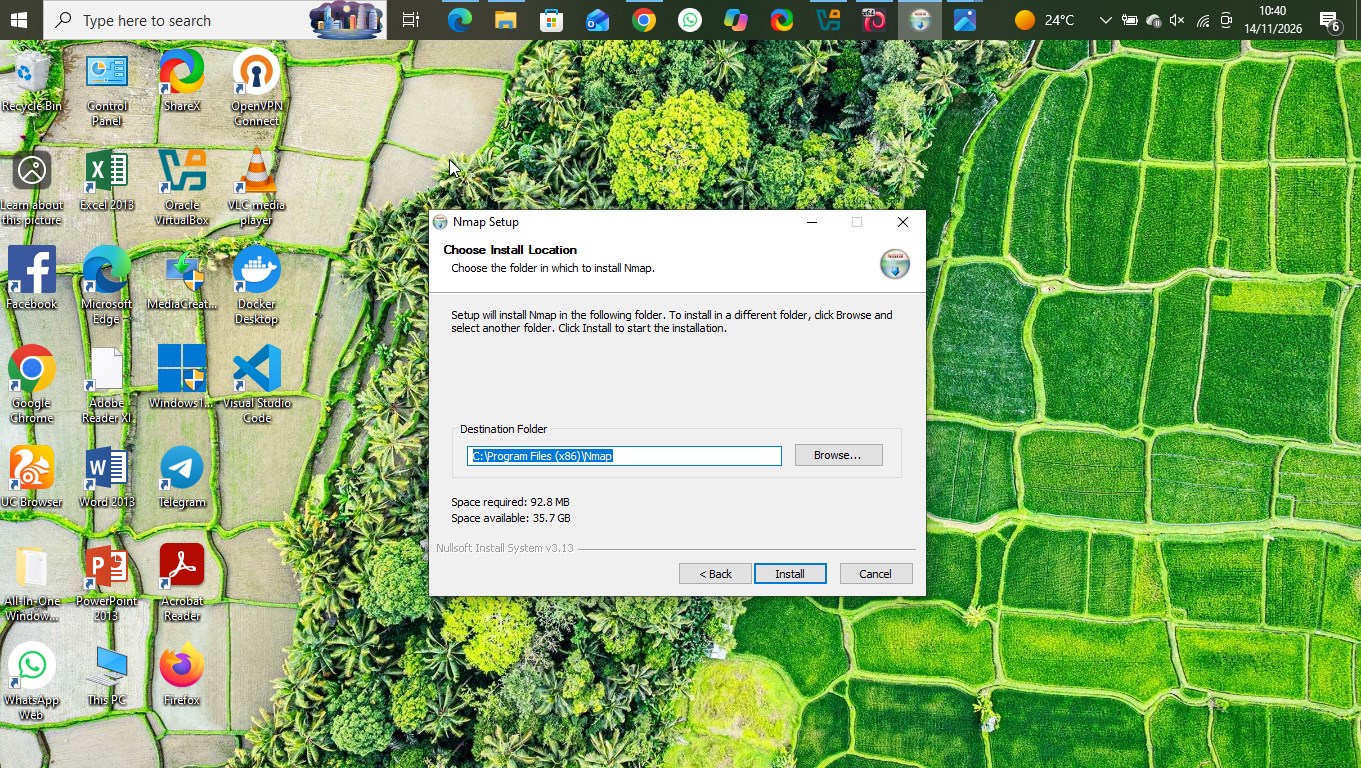 Type here to search
X64
24°C
10:40
14/11/2026
6
Recycle Bin
Control
Panel
ShareX
OpenVPN
Connect
Learn about
this picture
Excel 2013
Oracle
VirtualBox
VLC media
player
Facebook
Microsoft
Edge
MediaCreat...
Docker
Desktop
Google
Chrome
Adobe
Reader XI
Windows1...
Visual Studio
Code
UC Browser
Word 2013
Telegram
All-In-One
Window...
PowerPoint
2013
Acrobat
Reader
WhatsApp
Web
This PC
Firefox
Nmap Setup
Choose Install Location
Choose the folder in which to install Nmap.
Setup will install Nmap in the following folder. To install in a different folder, click Browse and
select another folder. Click Install to start the installation.
Destination Folder
C:\Program Files (x86)\Nmap
Browse...
Space required: 92.8 MB
Space available: 35.7 GB
Nullsoft Install System v3.13
< Back
Install
Cancel